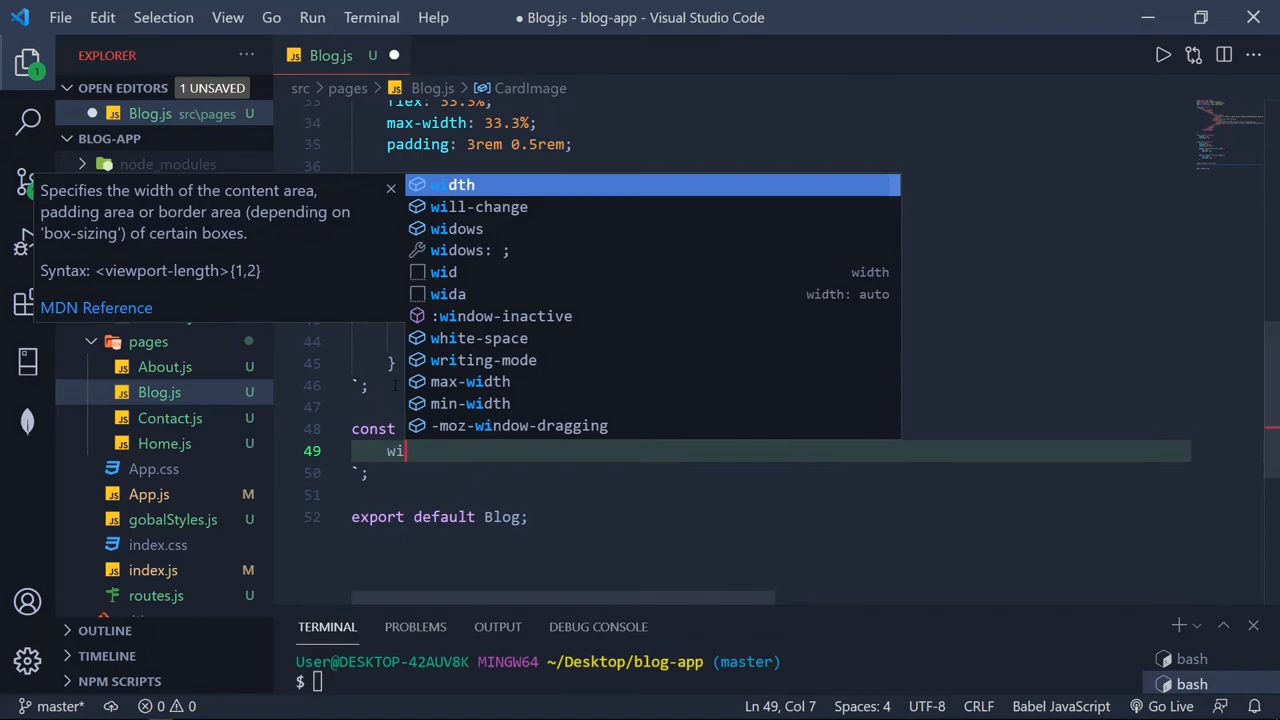 File Edit Selection View Go Run Terminal Help
● Blog.js - blog-app - Visual Studio Code
EXPLORER
OPEN EDITORS 1 UNSAVED
Blog.js src\pages U
BLOG-APP
node_modules
pages
About.js U
Blog.js U
Contact.js U
Home.js U
App.css
App.js M
gobalStyles.js U
index.css
index.js M
routes.js U
OUTLINE
TIMELINE
NPM SCRIPTS
1
JS Blog.js U
src > pages > JS Blog.js > CardImage
33 flex: 33.3%;
34 max-width: 33.3%;
35 padding: 3rem 0.5rem;
36
44
45 }
46 `;
47
48 const
49 wi
50 `;
51
52 export default Blog;
Specifies the width of the content area,
padding area or border area (depending on
'box-sizing') of certain boxes.
Syntax: <viewport-length>{1,2}
MDN Reference
width
will-change
widows
widows: ;
wid width
wida width: auto
:window-inactive
white-space
writing-mode
max-width
min-width
-moz-window-dragging
TERMINAL PROBLEMS OUTPUT DEBUG CONSOLE
User@DESKTOP-42AUV8K MINGW64 ~/Desktop/blog-app (master)
$
bash
bash
master* 0 0 Ln 49, Col 7 Spaces: 4 UTF-8 CRLF Babel JavaScript Go Live